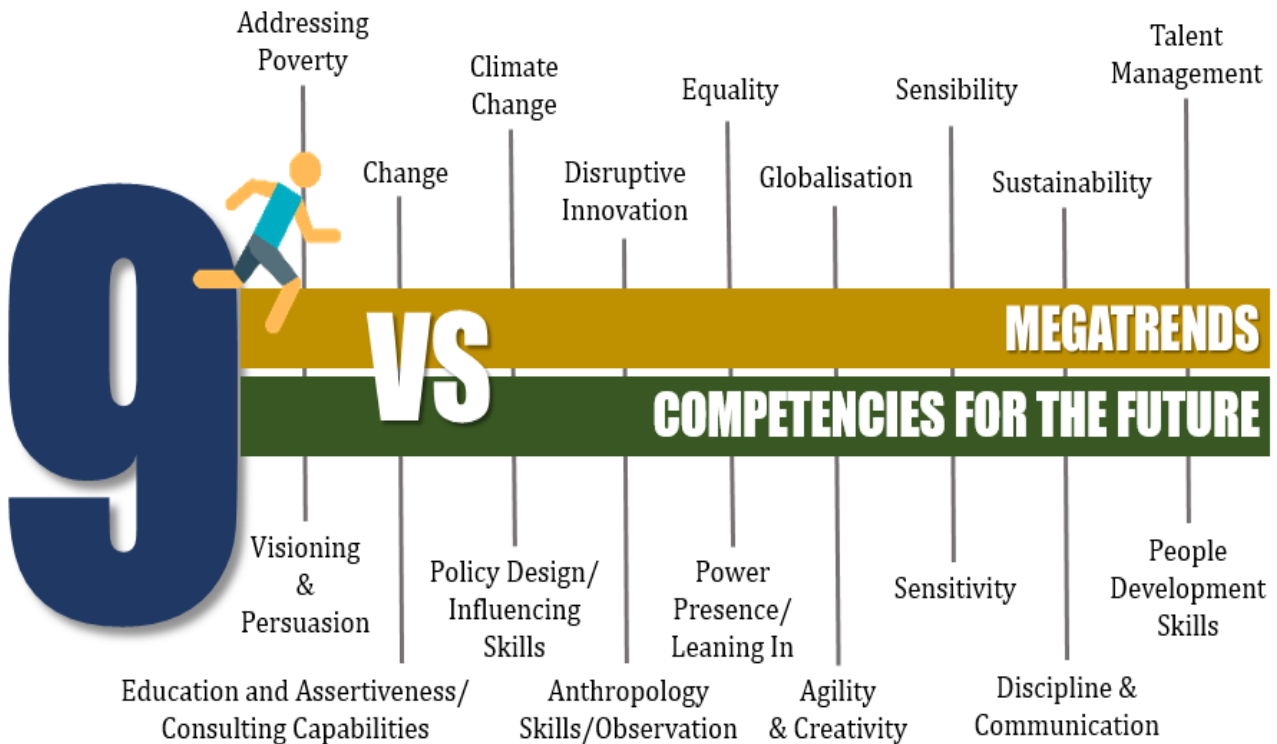 Addressing
Poverty
Change
Climate
Change
Disruptive
Innovation
Equality
Globalisation
Sensibility
Sustainability
Talent
Management
9
VS
MEGATRENDS
COMPETENCIES FOR THE FUTURE
Visioning
&
Persuasion
Education and Assertiveness/
Consulting Capabilities
Policy Design/
Influencing
Skills
Anthropology
Skills/Observation
Power
Presence/
Leaning In
Agility
& Creativity
Sensitivity
Discipline &
Communication
People
Development
Skills